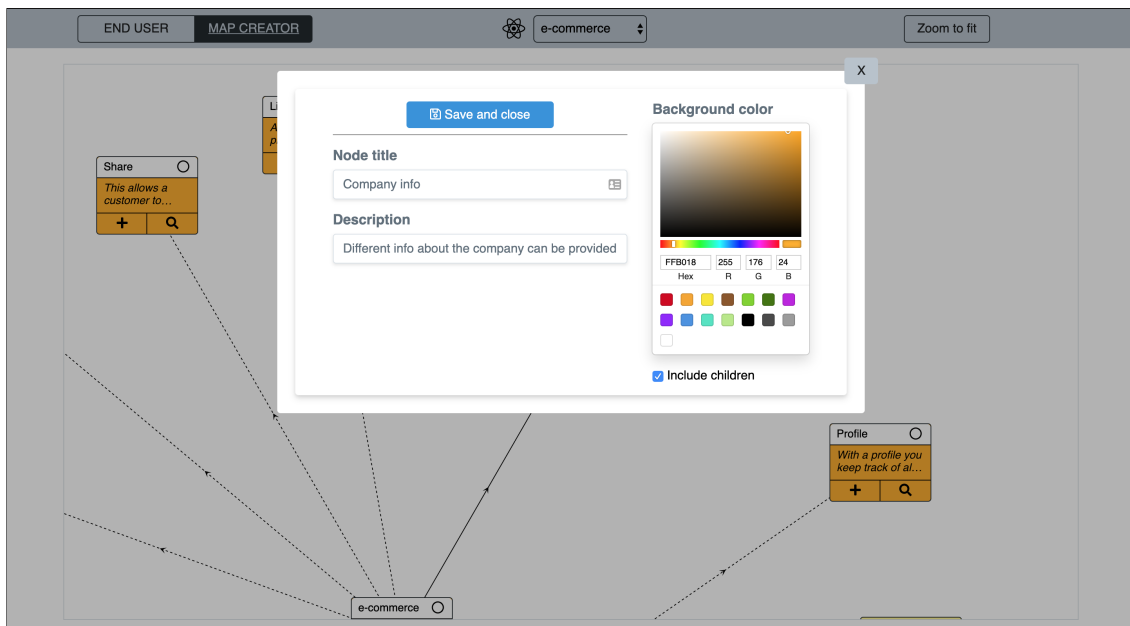 END USER
MAP CREATOR
e-commerce
Zoom to fit
X
Save and close
Background color
Node title
Company info
Description
Different info about the company can be provided
FFB018
255
176
24
Hex
R
G
B
Include children
Li
A
p
Share
This allows a
customer to…
Profile
With a profile you
keep track of al…
e-commerce